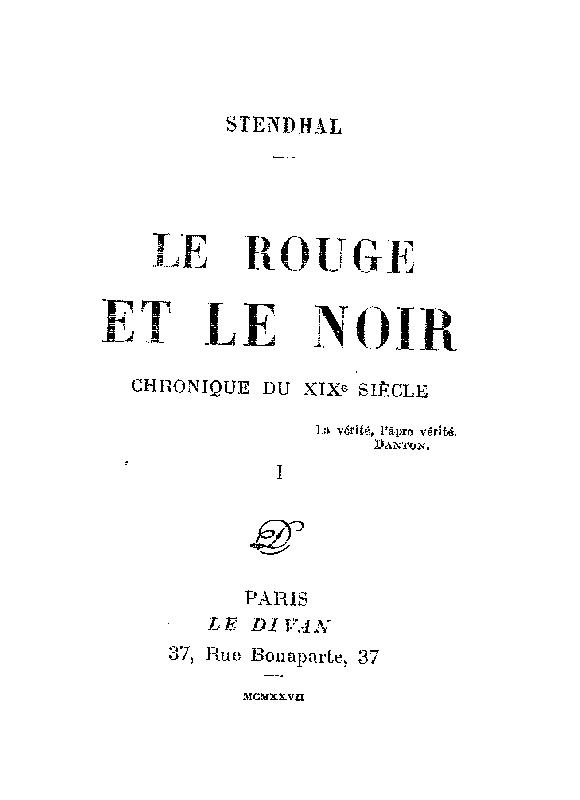 STENDHAL
LE ROUGE
ET LE NOIR
CHRONIQUE DU XIXe SIÈCLE
La vérité, l'âpre vérité.
DANTON.
I
LD
PARIS
LE DIVAN
37, Rue Bonaparte, 37
MCMXXVII